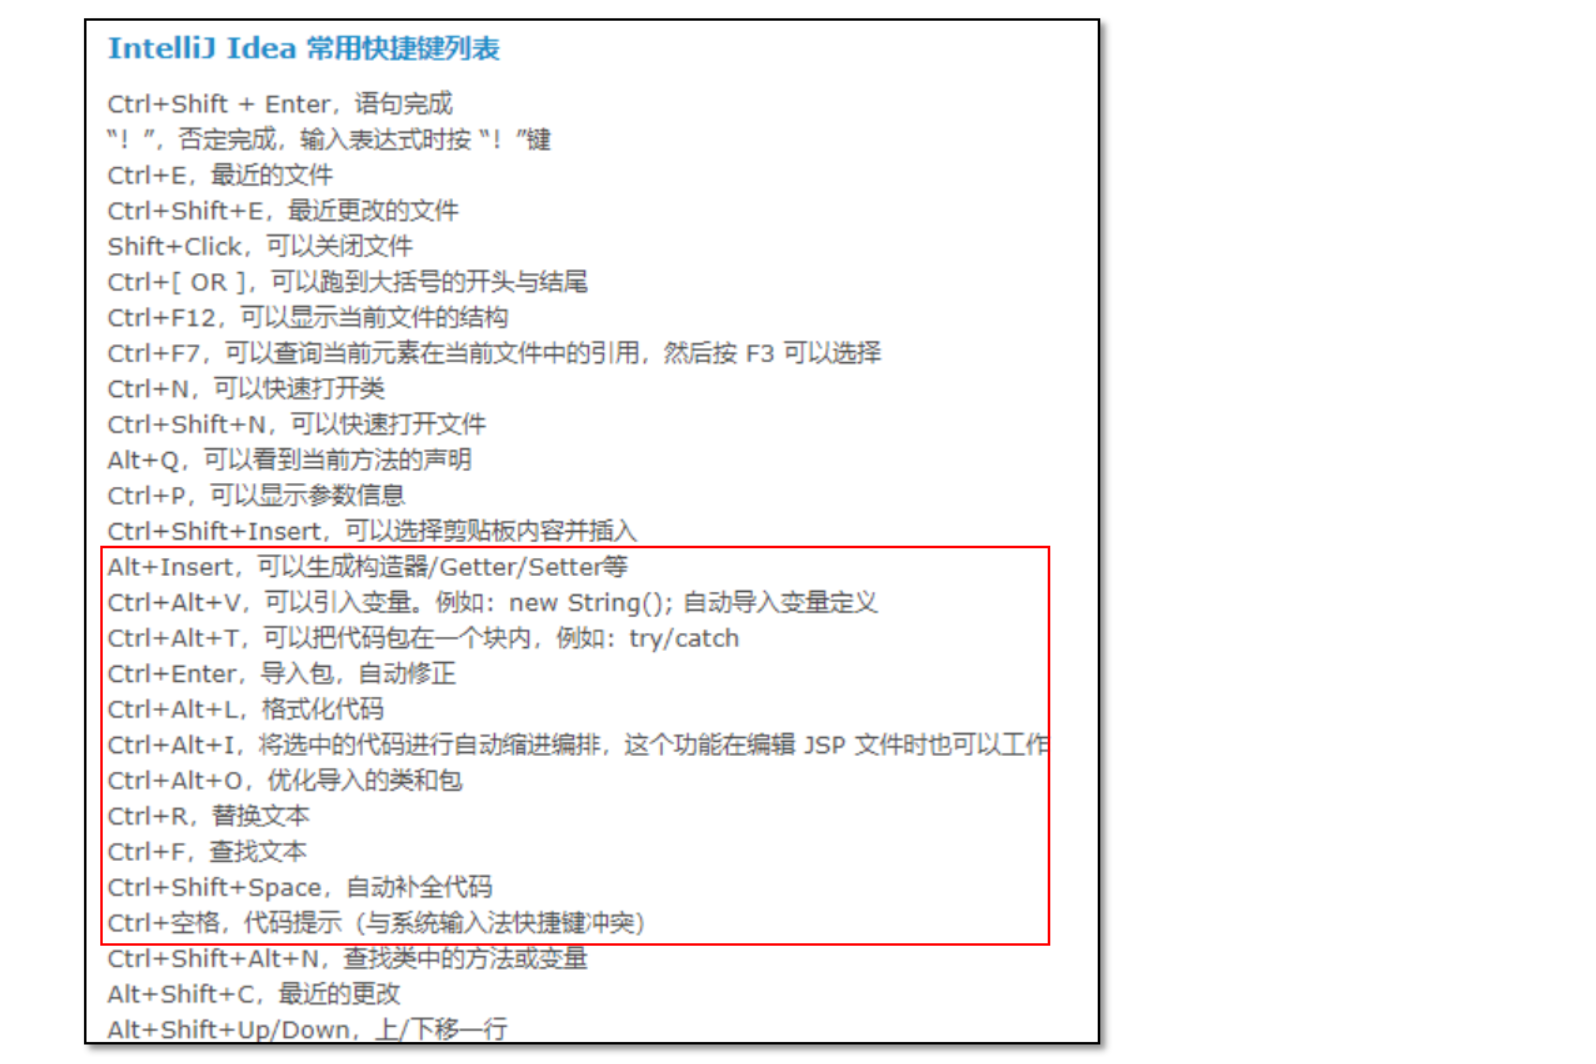 IntelliJ Idea 常用快捷键列表
Ctrl+Shift + Enter，语句完成
“！”，否定完成，输入表达式时按 “！”键
Ctrl+E，最近的文件
Ctrl+Shift+E，最近更改的文件
Shift+Click，可以关闭文件
Ctrl+[ OR ]，可以跑到大括号的开头与结尾
Ctrl+F12，可以显示当前文件的结构
Ctrl+F7，可以查询当前元素在当前文件中的引用，然后按 F3 可以选择
Ctrl+N，可以快速打开类
Ctrl+Shift+N，可以快速打开文件
Alt+Q，可以看到当前方法的声明
Ctrl+P，可以显示参数信息
Ctrl+Shift+Insert，可以选择剪贴板内容并插入
Alt+Insert，可以生成构造器/Getter/Setter等
Ctrl+Alt+V，可以引入变量。例如：new String(); 自动导入变量定义
Ctrl+Alt+T，可以把代码包在一个块内，例如：try/catch
Ctrl+Enter，导入包，自动修正
Ctrl+Alt+L，格式化代码
Ctrl+Alt+I，将选中的代码进行自动缩进编排，这个功能在编辑 JSP 文件时也可以工作
Ctrl+Alt+O，优化导入的类和包
Ctrl+R，替换文本
Ctrl+F，查找文本
Ctrl+Shift+Space，自动补全代码
Ctrl+空格，代码提示（与系统输入法快捷键冲突）
Ctrl+Shift+Alt+N，查找类中的方法或变量
Alt+Shift+C，最近的更改
Alt+Shift+Up/Down，上/下移一行